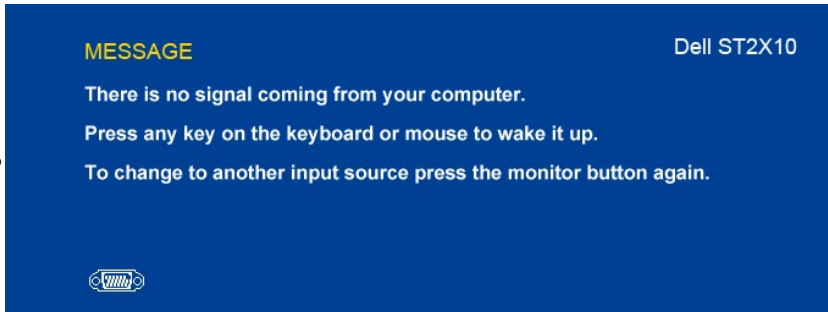 MESSAGE
Dell ST2X10
There is no signal coming from your computer.
Press any key on the keyboard or mouse to wake it up.
To change to another input source press the monitor button again.